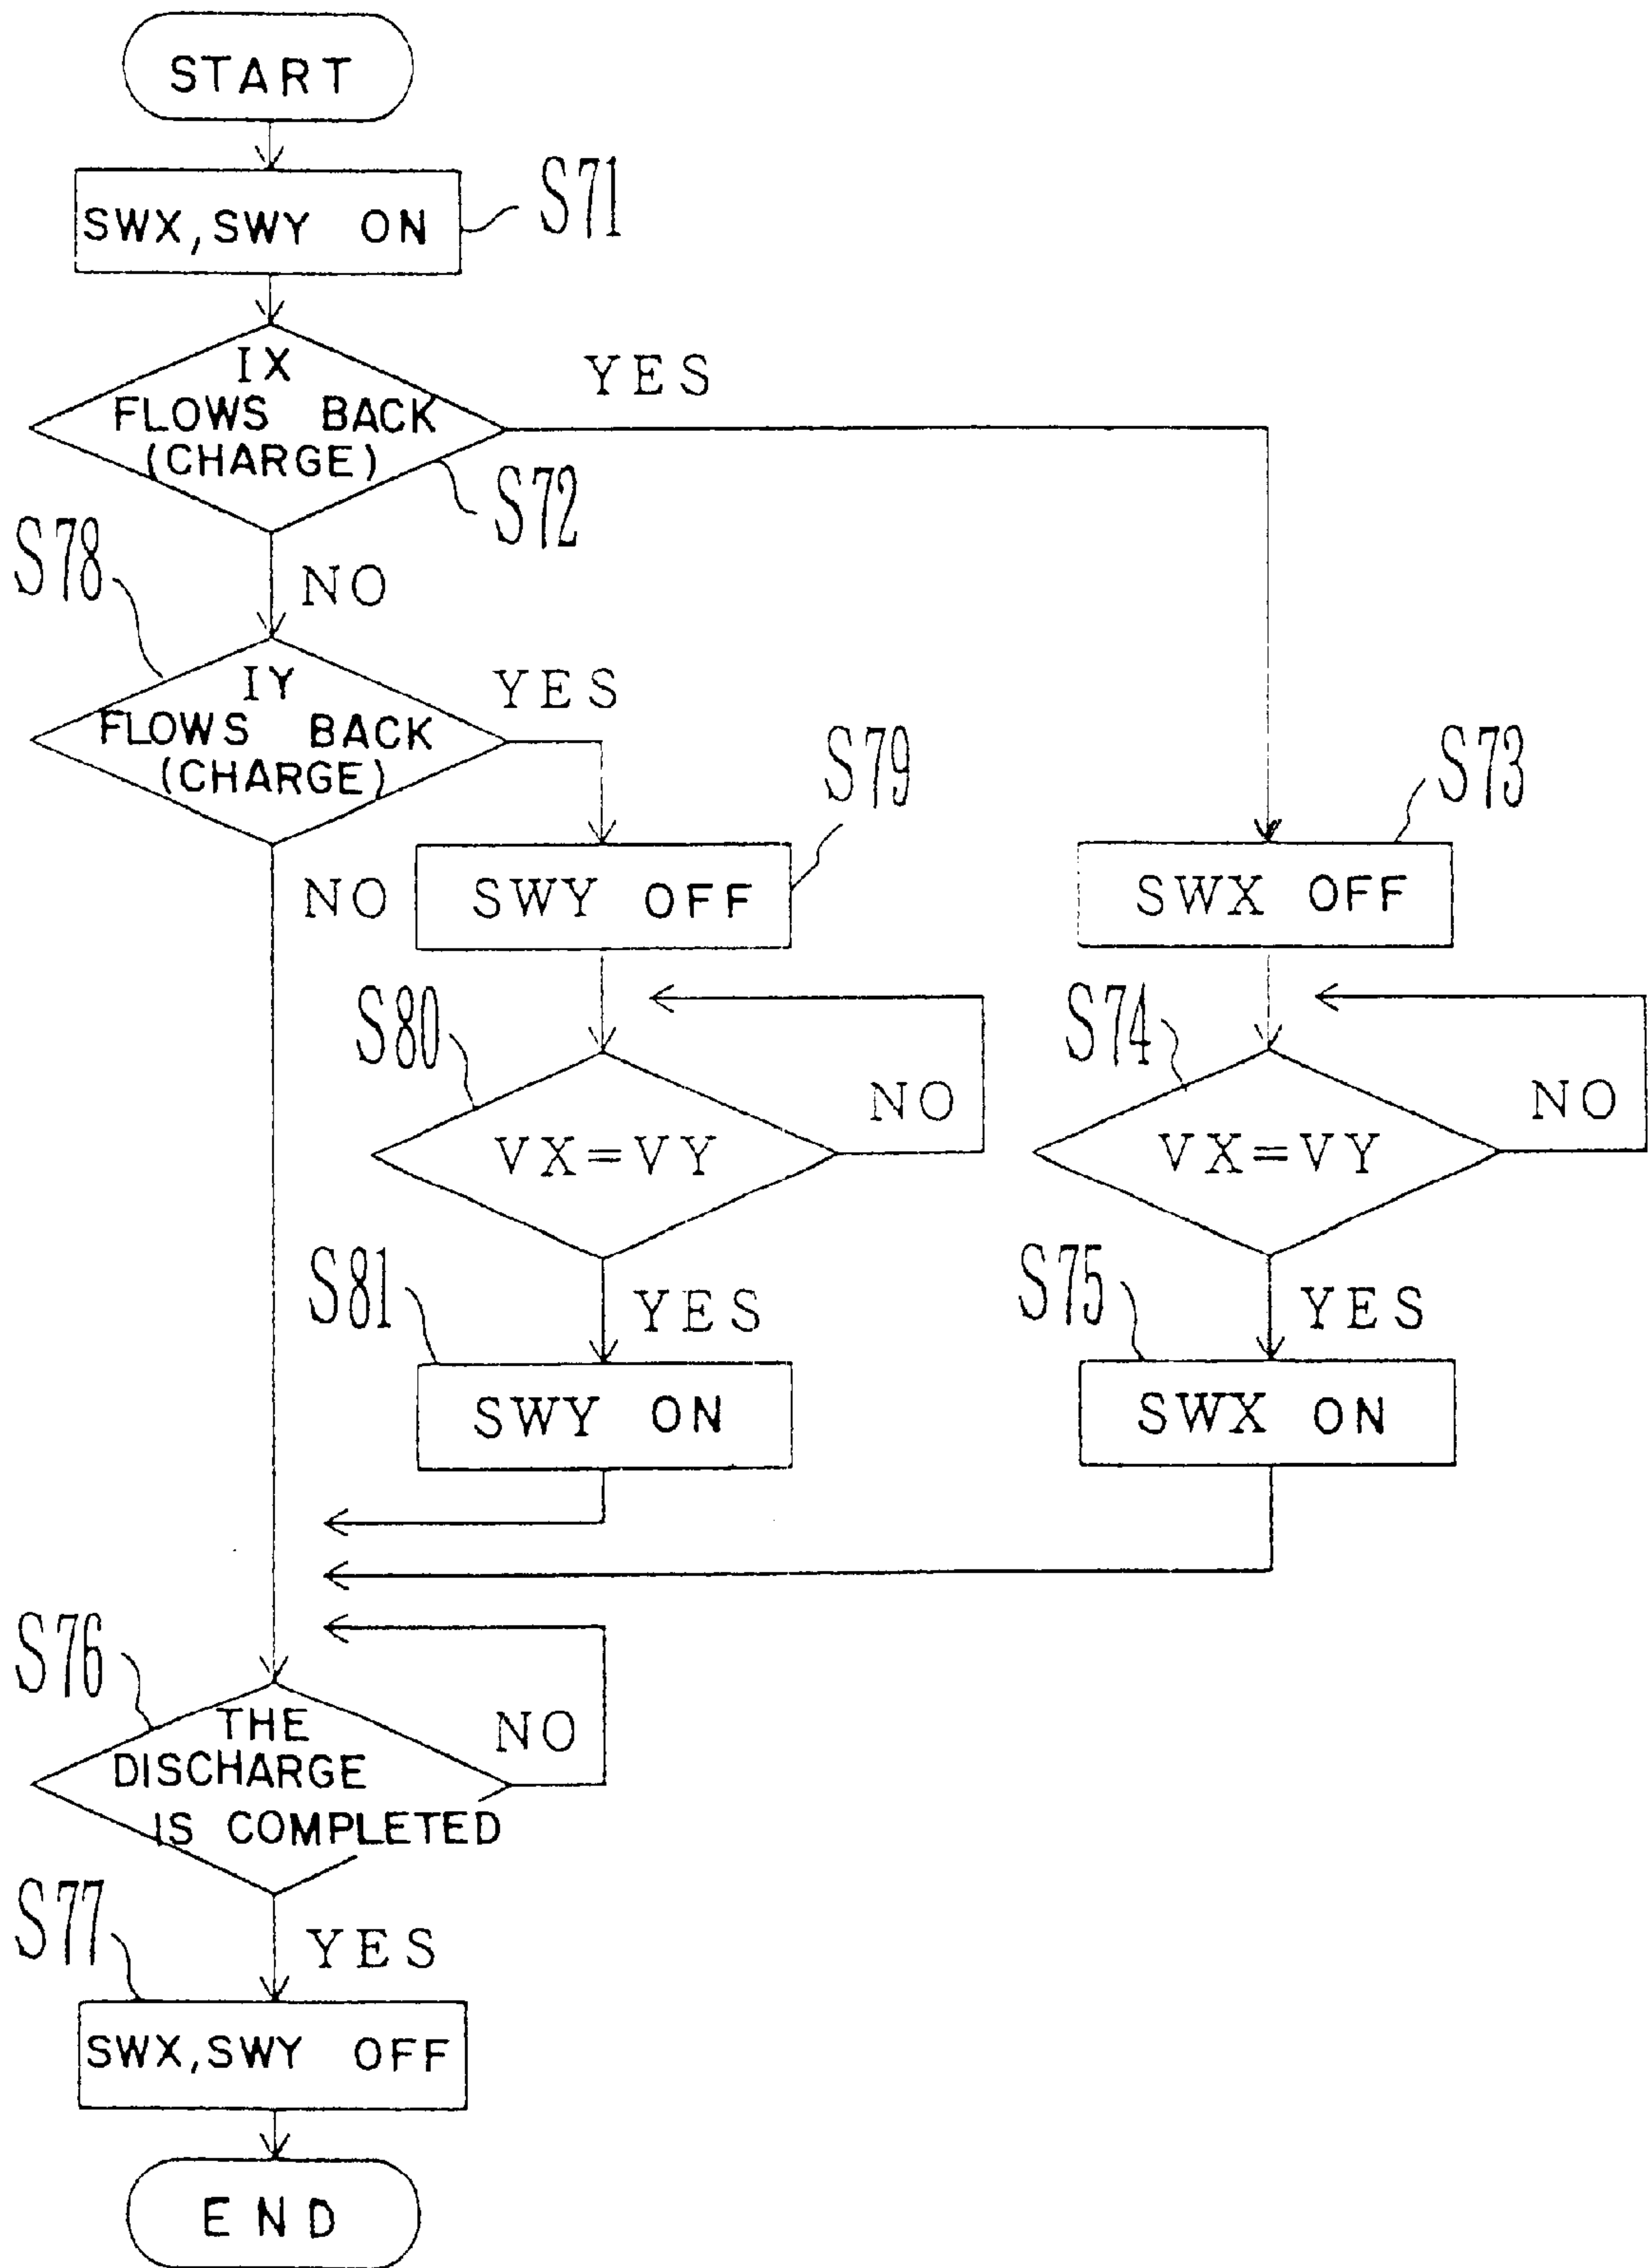 START
SWX,SWY ON
S71
IX
FLOWS BACK
(CHARGE)
YES
S72
S78
NO
IY
FLOWS BACK
(CHARGE)
YES
S79
S73
NO
SWY OFF
SWX OFF
S80
S74
NO
NO
VX=VY
VX=VY
S81
YES
S75
YES
SWY ON
SWX ON
S76
THE
DISCHARGE
IS COMPLETED
NO
S77
YES
SWX,SWY OFF
END